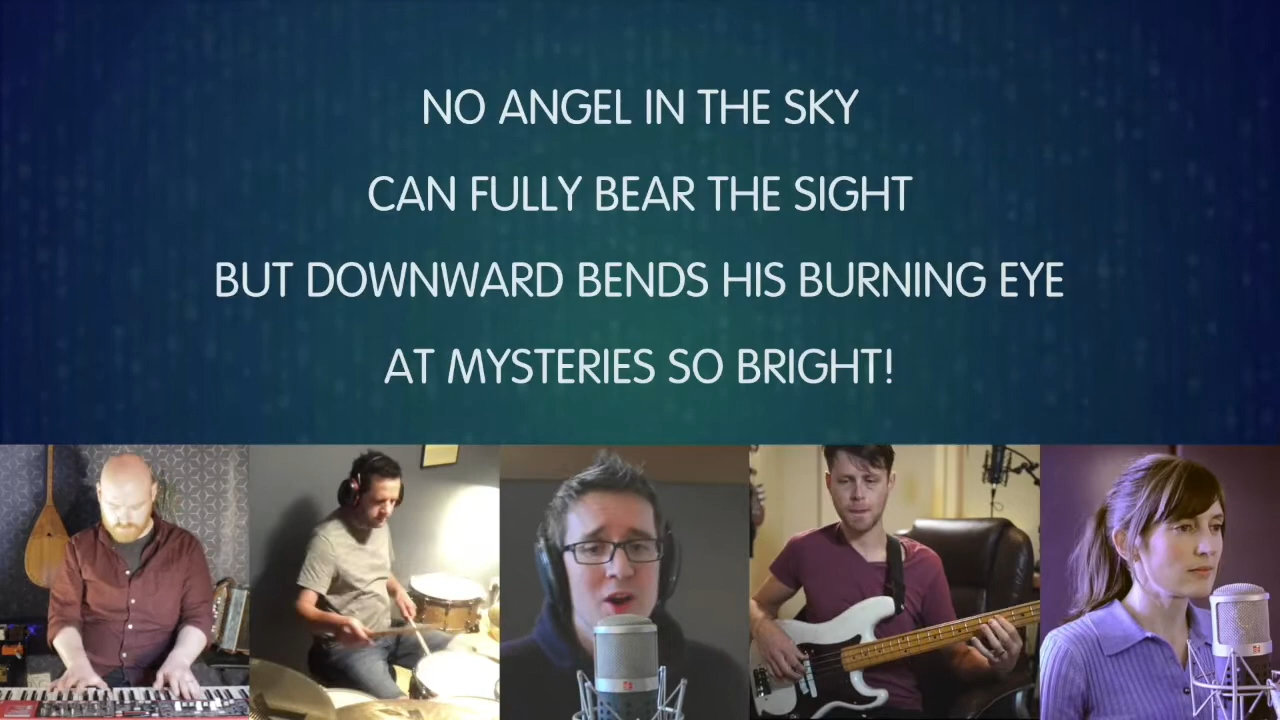 NO ANGEL IN THE SKY
CAN FULLY BEAR THE SIGHT
BUT DOWNWARD BENDS HIS BURNING EYE
AT MYSTERIES SO BRIGHT!